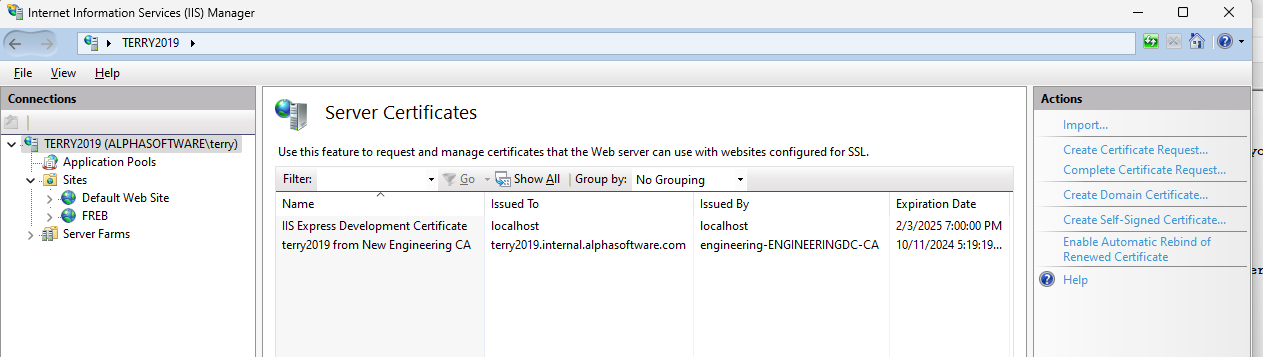 Internet Information Services (IIS) Manager
TERRY2019
File View Help
Connections
TERRY2019 (ALPHASOFTWARE\terry)
Application Pools
Sites
Default Web Site
FREB
Server Farms
Server Certificates
Use this feature to request and manage certificates that the Web server can use with websites configured for SSL.
Filter: Go Show All Group by: No Grouping
Name Issued To Issued By Expiration Date
IIS Express Development Certificate localhost localhost 2/3/2025 7:00:00 PM
terry2019 from New Engineering CA terry2019.internal.alphasoftware.com engineering-ENGINEERINGDC-CA 10/11/2024 5:19:19...
Actions
Import...
Create Certificate Request...
Complete Certificate Request...
Create Domain Certificate...
Create Self-Signed Certificate...
Enable Automatic Rebind of
Renewed Certificate
Help